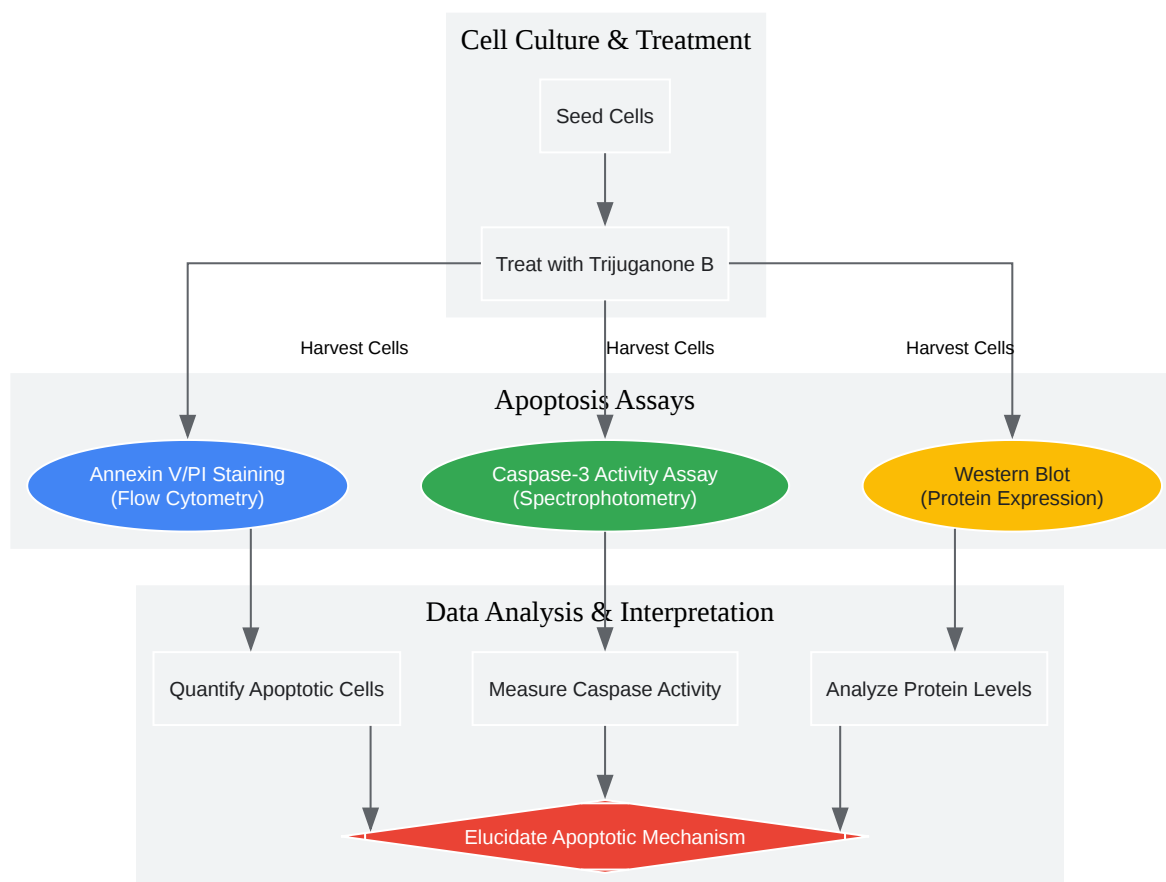 Cell Culture & Treatment
Seed Cells
Treat with Trijuganone B
Harvest Cells
Harvest Cells
Harvest Cells
Apoptosis Assays
Annexin V/PI Staining
(Flow Cytometry)
Caspase-3 Activity Assay
(Spectrophotometry)
Western Blot
(Protein Expression)
Data Analysis & Interpretation
Quantify Apoptotic Cells
Measure Caspase Activity
Analyze Protein Levels
Elucidate Apoptotic Mechanism